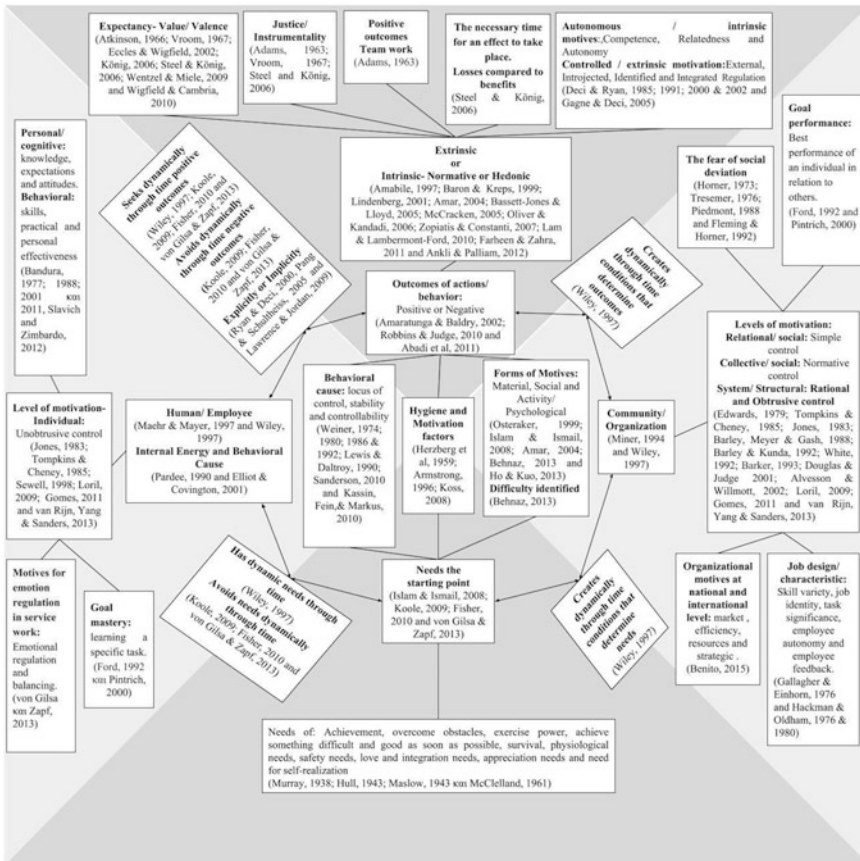 Expectancy- Value/ Valence
(Atkinson, 1966; Vroom, 1967;
Eccles & Wigfield, 2002;
König, 2006; Steel & König,
2006; Wentzel & Miele, 2009
and Wigfield & Cambria,
2010)
Justice/
Instrumentality
(Adams, 1963;
Vroom, 1967;
Steel and König,
2006)
Positive
outcomes
Team work
(Adams, 1963)
The necessary time
for an effect to take
place.
Losses compared to
benefits
(Steel & König,
2006)
Autonomous / intrinsic
motives:,Competence, Relatedness and
Autonomy
Controlled / extrinsic motivation:External,
Introjected, Identified and Integrated Regulation
(Deci & Ryan, 1985; 1991; 2000 & 2002 and
Gagne & Deci, 2005)
Personal/
cognitive:
knowledge,
expectations
and attitudes.
Behavioral:
skills,
practical and
personal
effectiveness
(Bandura,
1977; 1988;
2001 και
2011, Slavich
and
Zimbardo,
2012)
Seeks dynamically
through time positive
outcomes
(Wiley, 1997; Koole,
2009; Fisher, 2010 and
von Gilsa & Zapf, 2013)
Avoids dynamically
through time negative
outcomes
(Koole, 2009; Fisher,
2010 and von Gilsa &
Zapf, 2013)
Explicitly or Implicitly
(Ryan & Deci, 2000, Pang
& Schultheiss, 2005 and
Lawrence & Jordan, 2009)
Extrinsic
or
Intrinsic- Normative or Hedonic
(Amabile, 1997; Baron & Kreps, 1999;
Lindenberg, 2001; Amar, 2004; Bassett-Jones &
Lloyd, 2005; McCracken, 2005; Oliver &
Kandadi, 2006; Zopiatis & Constanti, 2007; Lam
& Lambermont-Ford, 2010; Farheen & Zahra,
2011 and Ankli & Palliam, 2012)
The fear of social
deviation
(Horner, 1973;
Tresemer, 1976;
Piedmont, 1988
and Fleming &
Horner, 1992)
Goal
performance:
Best
performance of
an individual in
relation to
others.
(Ford, 1992 and
Pintrich, 2000)
Creates
dynamically
through time
conditions that
determine
outcomes
(Wiley, 1997)
Outcomes of actions/
behavior:
Positive or Negative
(Amaratunga & Baldry, 2002;
Robbins & Judge, 2010 and
Abadi et al, 2011)
Level of motivation-
Individual:
Unobtrusive control
(Jones, 1983;
Tompkins &
Cheney, 1985;
Sewell, 1998; Loril,
2009; Gomes, 2011
and van Rijn, Yang
& Sanders, 2013)
Human/ Employee
(Maehr & Mayer, 1997 and Wiley,
1997)
Internal Energy and Behavioral
Cause
(Pardee, 1990 and Elliot &
Covington, 2001)
Behavioral
cause: locus of
control, stability
and controllability
(Weiner, 1974;
1980; 1986 &
1992; Lewis &
Daltroy, 1990;
Sanderson, 2010
and Kassin,
Fein,& Markus,
2010)
Hygiene and
Motivation
factors
(Herzberg et
al, 1959;
Armstrong,
1996; Koss,
2008)
Forms of Motives:
Material, Social and
Activity/
Psychological
(Osteraker, 1999;
Islam & Ismail,
2008; Amar, 2004;
Behnaz, 2013 and
Ho & Kuo, 2013)
Difficulty identified
(Behnaz, 2013)
Community/
Organization
(Miner, 1994
and Wiley,
1997)
Levels of motivation:
Relational/ social: Simple
control
Collective/ social: Normative
control
System/ Structural: Rational
and Obtrusive control
(Edwards, 1979; Tompkins &
Cheney, 1985; Jones, 1983;
Barley, Meyer & Gash, 1988;
Barley & Kunda, 1992; White,
1992; Barker, 1993; Douglas &
Judge 2001; Alvesson &
Willmott, 2002; Loril, 2009;
Gomes, 2011 and van Rijn,
Yang & Sanders, 2013)
Motives for
emotion
regulation
in service
work:
Emotional
regulation
and
balancing.
(von Gilsa
και Zapf,
2013)
Goal
mastery:
learning a
specific task.
(Ford, 1992
και Pintrich,
2000)
Has dynamic needs through
time
(Wiley, 1997)
Avoids needs dynamically
through time
(Koole, 2009; Fisher, 2010 and
von Gilsa & Zapf, 2013)
Needs the
starting point
(Islam & Ismail, 2008;
Koole, 2009; Fisher,
2010 and von Gilsa &
Zapf, 2013)
Creates
dynamically
through time
conditions that
determine
needs
(Wiley, 1997)
Organizational
motives at
national and
international
level: market ,
efficiency,
resources and
strategic .
(Benito, 2015)
Job design/
characteristic:
Skill variety, job
identity, task
significance,
employee
autonomy and
employee
feedback.
(Gallagher &
Einhorn, 1976
and Hackman &
Oldham, 1976 &
1980)
Needs of: Achievement, overcome obstacles, exercise power, achieve
something difficult and good as soon as possible, survival, physiological
needs, safety needs, love and integration needs, appreciation needs and need
for self-realization
(Murray, 1938; Hull, 1943; Maslow, 1943 και McClelland, 1961)